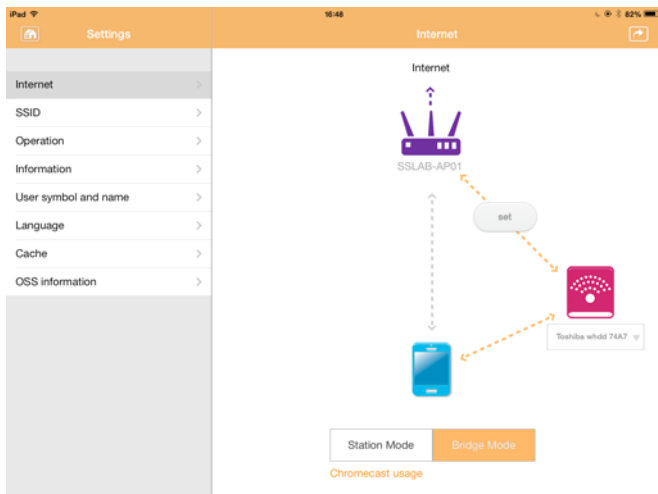 iPad 16:48 82%
Settings
Internet
Internet
SSID
Operation
Information
User symbol and name
Language
Cache
OSS information
Internet
SSLAB-AP01
set
Toshiba whdd 74A7
Station Mode Bridge Mode
Chromecast usage